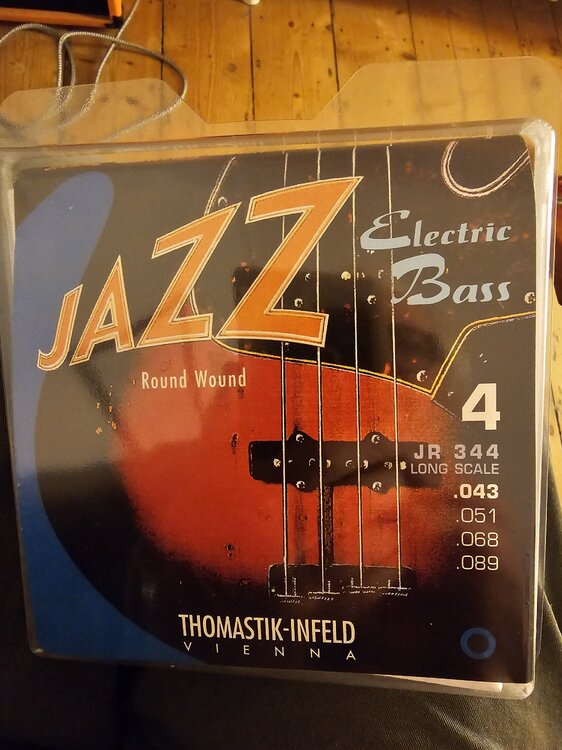 JAZZ
Electric
Bass
Round Wound
4
JR 344
LONG SCALE
.043
.051
.068
.089
THOMASTIK-INFELD
VIENNA